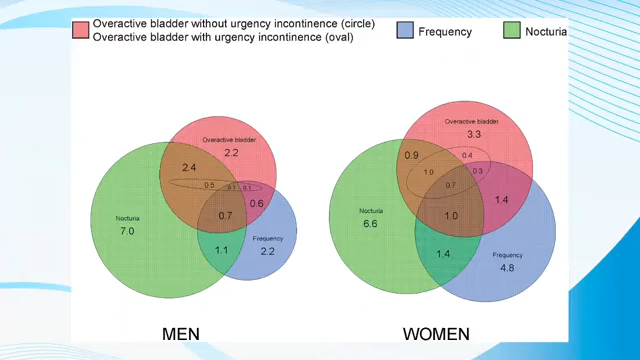 Overactive bladder without urgency incontinence (circle)
Overactive bladder with urgency incontinence (oval)
Frequency
Nocturia
Overactive bladder
2.2
2.4
0.5
0.1
0.1
0.6
0.7
Nocturia
7.0
1.1
Frequency
2.2
MEN
Overactive bladder
3.3
0.9
0.4
1.0
0.3
0.7
1.4
1.0
Nocturia
6.6
1.4
Frequency
4.8
WOMEN